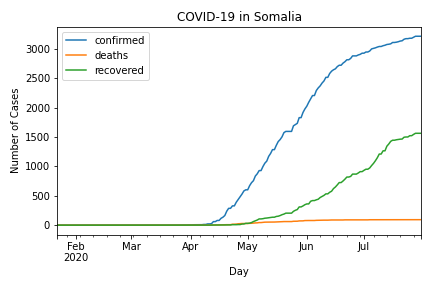 COVID-19 in Somalia
confirmed
deaths
recovered
Number of Cases
3000
2500
2000
1500
1000
500
0
Feb Mar Apr May Jun Jul
2020
Day